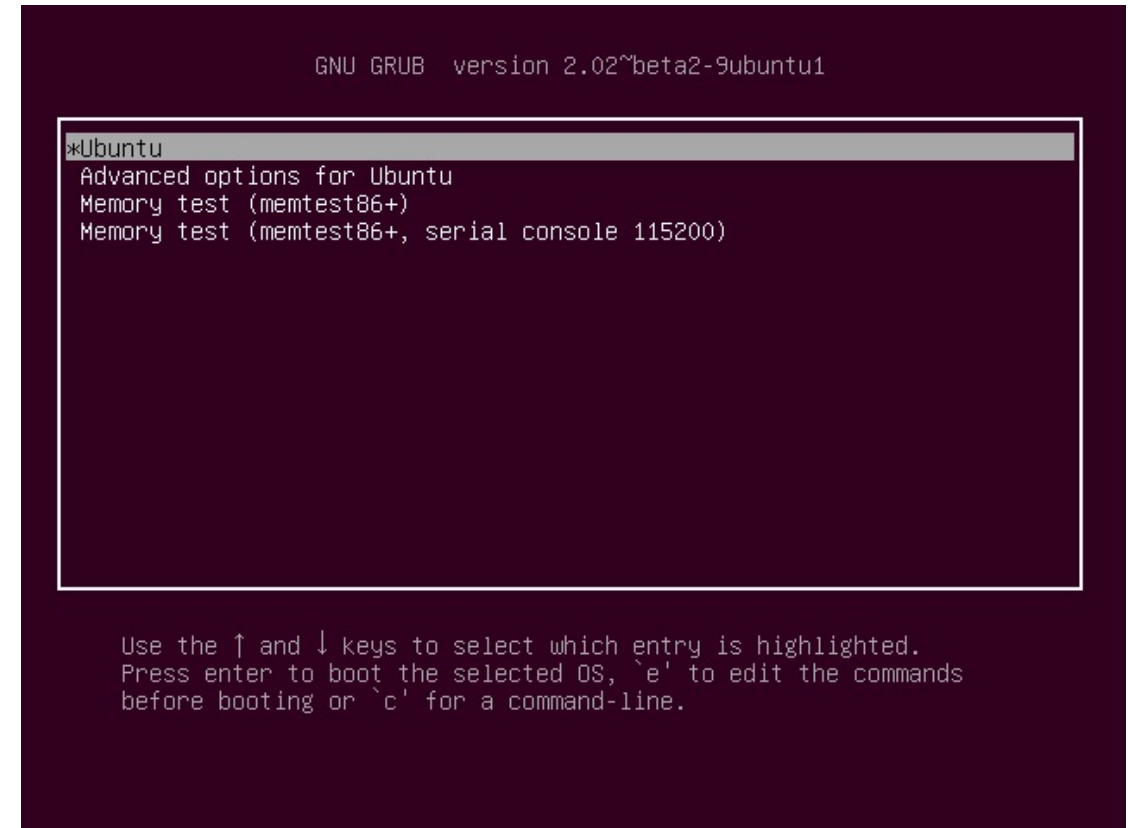 GNU GRUB  version 2.02~beta2-9ubuntu1
*Ubuntu
Advanced options for Ubuntu
Memory test (memtest86+)
Memory test (memtest86+, serial console 115200)
Use the ↑ and ↓ keys to select which entry is highlighted.
Press enter to boot the selected OS, `e' to edit the commands
before booting or `c' for a command-line.